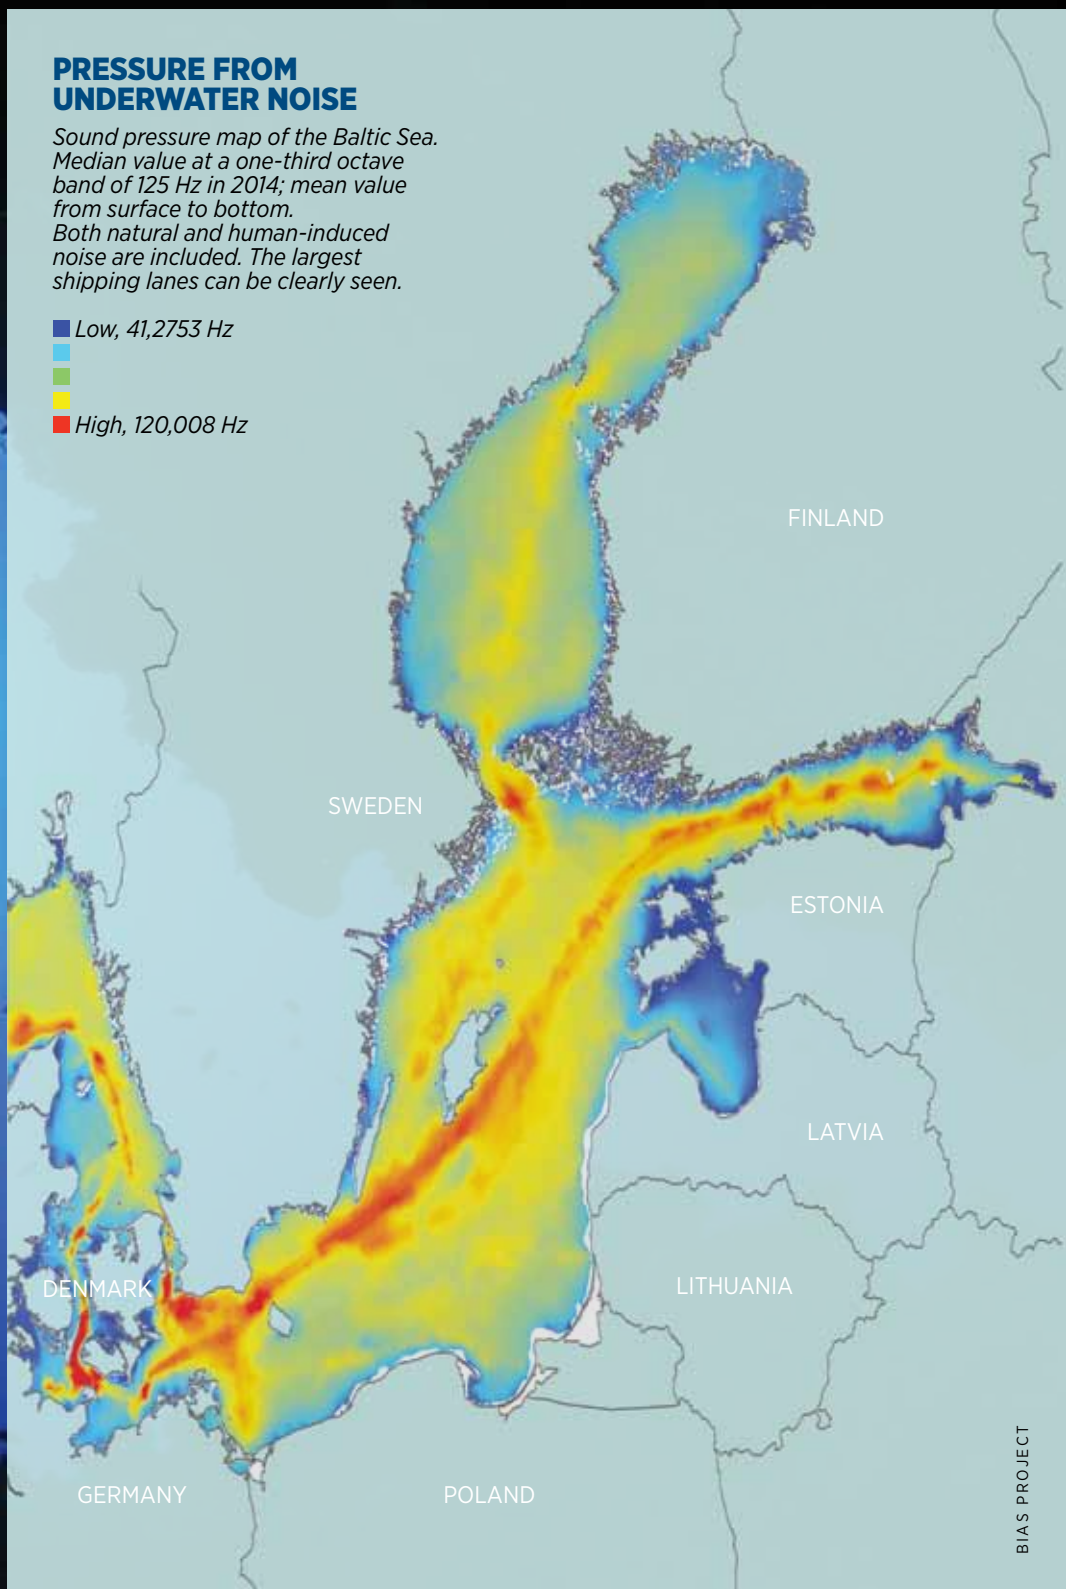 PRESSURE FROM
UNDERWATER NOISE
Sound pressure map of the Baltic Sea.
Median value at a one-third octave
band of 125 Hz in 2014; mean value
from surface to bottom.
Both natural and human-induced
noise are included. The largest
shipping lanes can be clearly seen.
Low, 41,2753 Hz
High, 120,008 Hz
FINLAND
SWEDEN
ESTONIA
LATVIA
DENMARK
LITHUANIA
GERMANY
POLAND
BIAS PROJECT